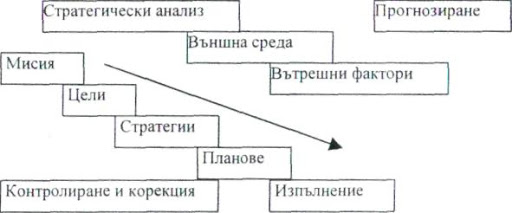 Стратегически анализ
Прогнозиране
Външна среда
Вътрешни фактори
Мисия
Цели
Стратегии
Планове
Контролиране и корекция
Изпълнение